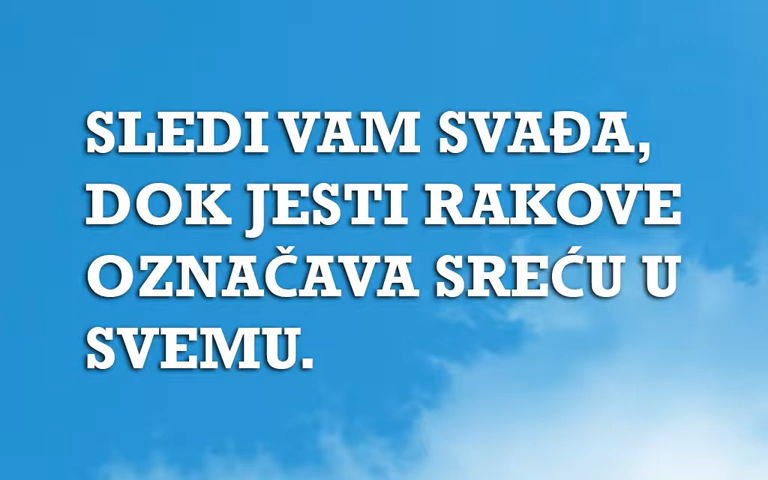 SLEDI VAM SVAĐA,
DOK JESTI RAKOVE
OZNAČAVA SREĆU U
SVEMU.